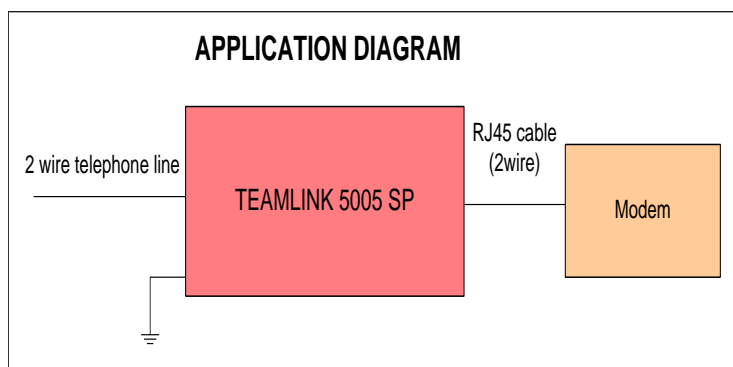 APPLICATION DIAGRAM
2 wire telephone line
TEAMLINK 5005 SP
RJ45 cable
(2wire)
Modem